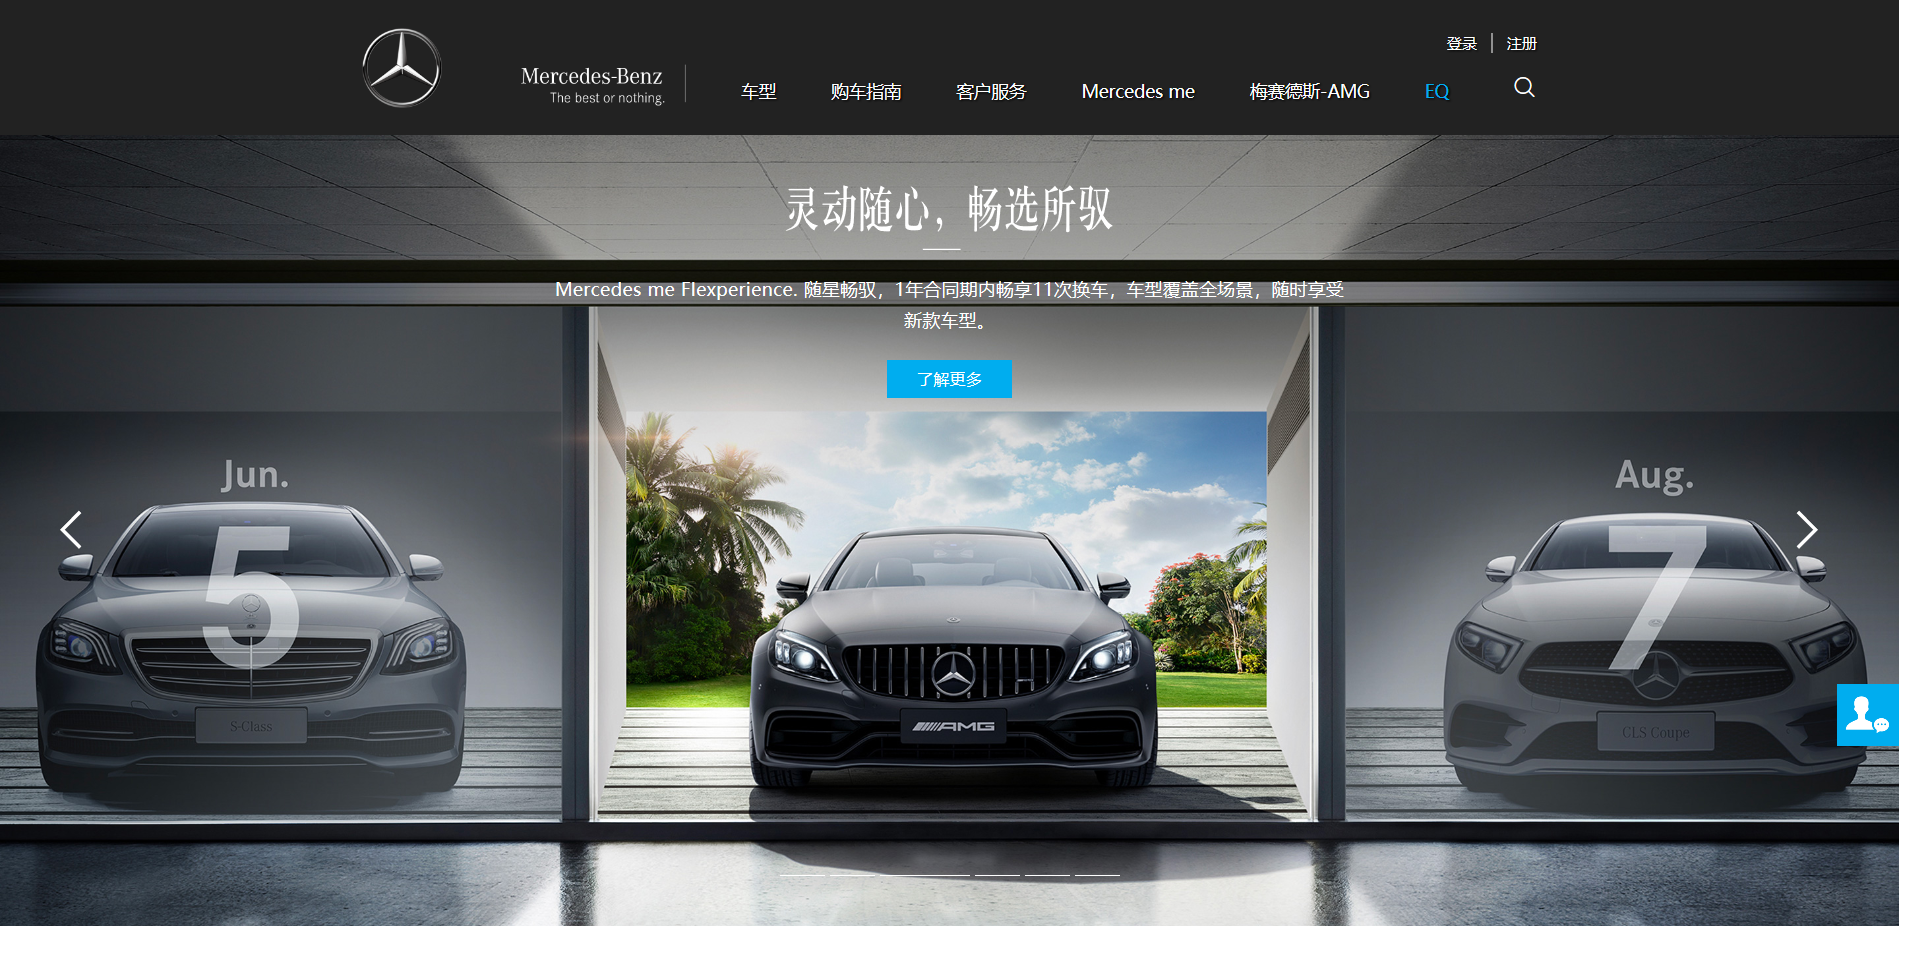 登录
注册
Mercedes-Benz
The best or nothing.
车型
购车指南
客户服务
Mercedes me
梅赛德斯-AMG
EQ
灵动随心，畅选所驭
Mercedes me Flexperience. 随星畅驭，1年合同期内畅享11次换车，车型覆盖全场景，随时享受
新款车型。
了解更多
Jun.
5
S-Class
AMG
Aug.
7
CLS Coupe